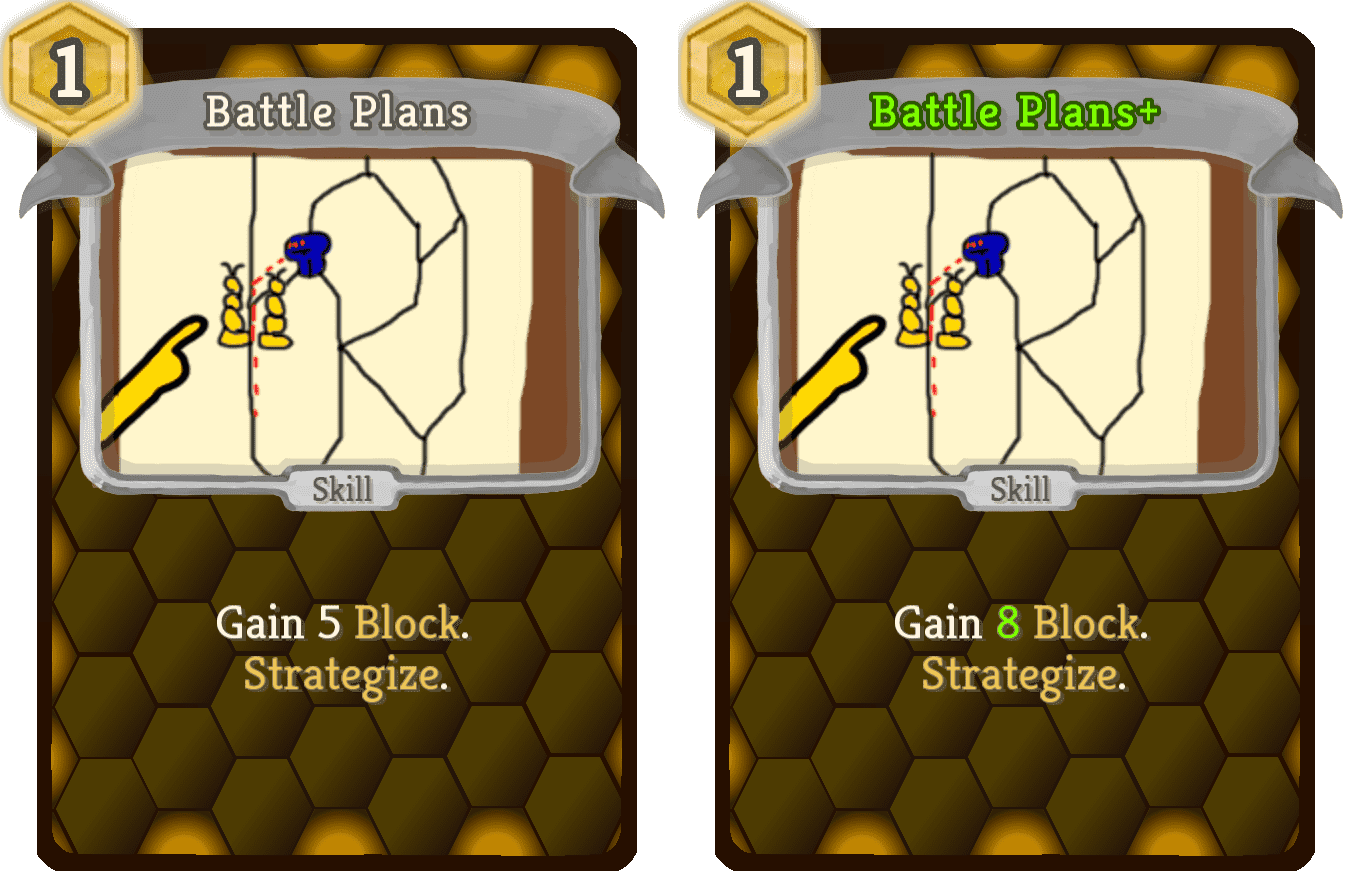 1
Battle Plans
Skill
Gain 5 Block.
Strategize.
1
Battle Plans+
Skill
Gain 8 Block.
Strategize.